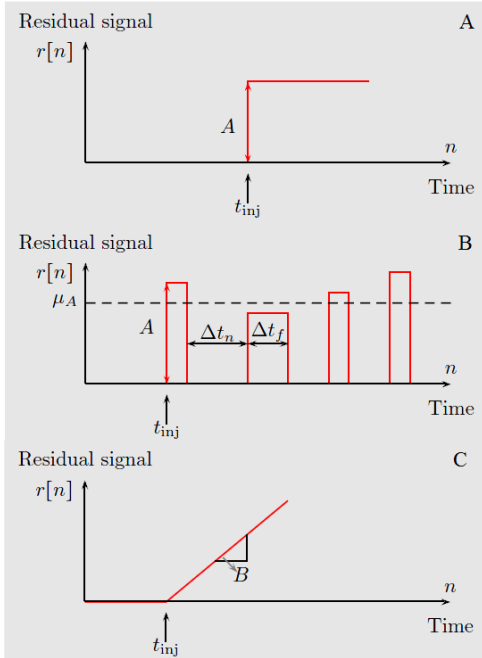 Residual signal A
r[n]
A
n
Time
t_inj
Residual signal B
r[n]
μ_A
A
Δt_n
Δt_f
n
Time
t_inj
Residual signal C
r[n]
B
n
Time
t_inj